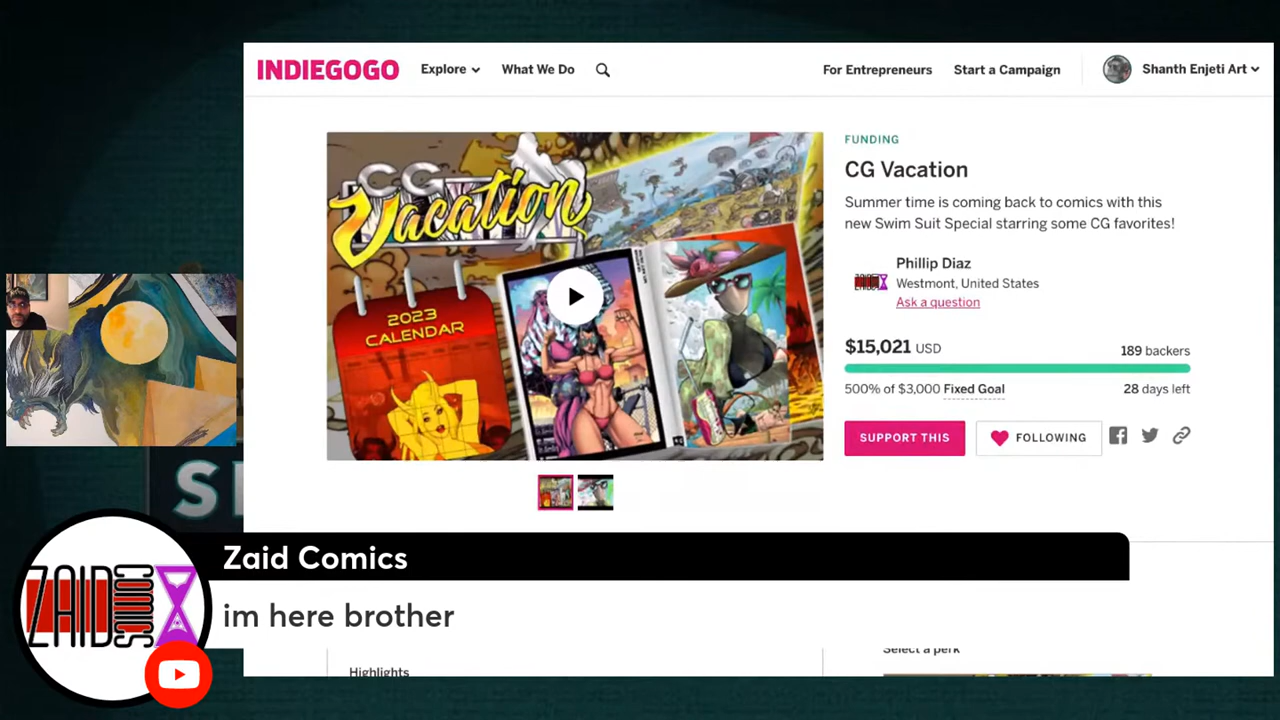 INDIEGOGO
Explore
What We Do
For Entrepreneurs
Start a Campaign
Shanth Enjeti Art
CG
Vacation
2023
CALENDAR
FUNDING
CG Vacation
Summer time is coming back to comics with this
new Swim Suit Special starring some CG favorites!
Phillip Diaz
Westmont, United States
Ask a question
$15,021 USD
189 backers
500% of $3,000 Fixed Goal
28 days left
SUPPORT THIS
FOLLOWING
S
Zaid Comics
im here brother
ZAID
COMICS
Highlights
Select a perk